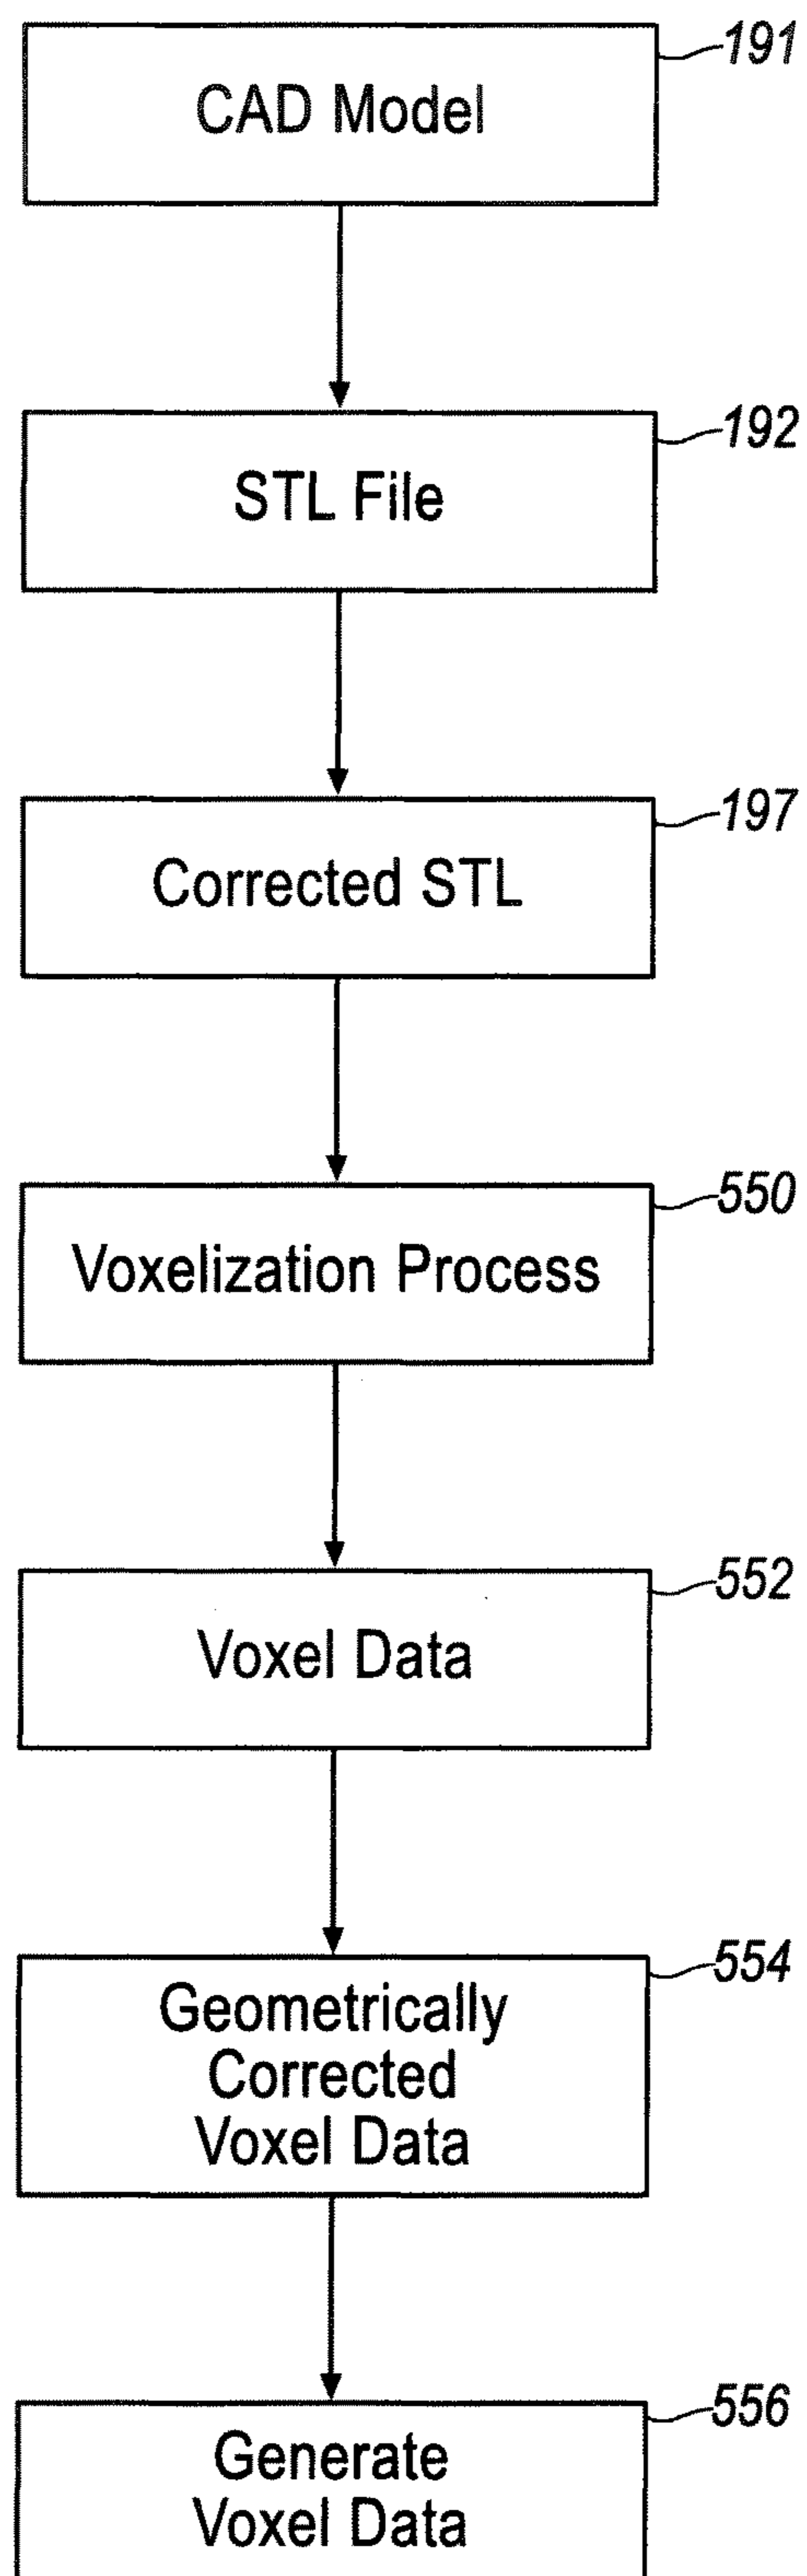 191
CAD Model
192
STL File
197
Corrected STL
550
Voxelization Process
552
Voxel Data
554
Geometrically
Corrected
Voxel Data
556
Generate
Voxel Data